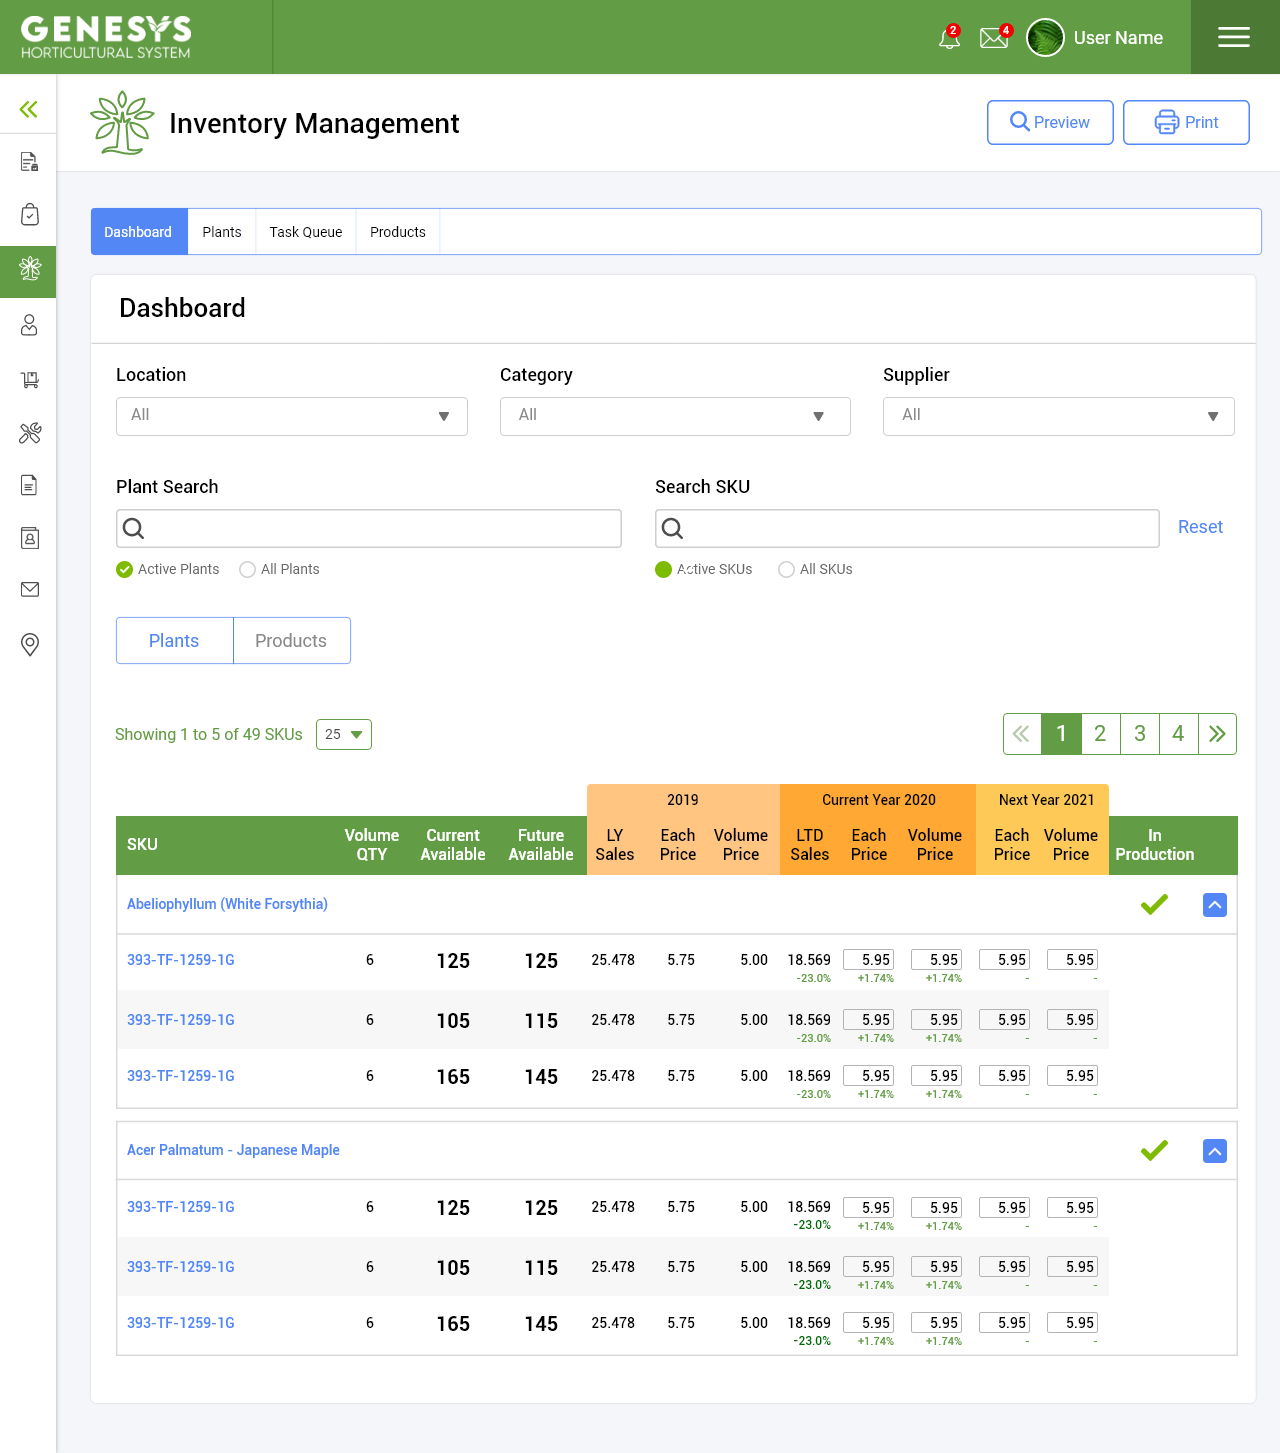 GENESYS
HORTICULTURAL SYSTEM
2
4
User Name
Inventory Management
Preview
Print
Dashboard
Plants
Task Queue
Products
Dashboard
Location
Category
Supplier
All
All
All
Plant Search
Search SKU
Reset
Active Plants
All Plants
Active SKUs
All SKUs
Plants
Products
Showing 1 to 5 of 49 SKUs
25
1 2 3 4
2019
Current Year 2020
Next Year 2021
SKU
Volume QTY
Current Available
Future Available
LY Sales
Each Price
Volume Price
LTD Sales
Each Price
Volume Price
Each Price
Volume Price
In Production
Abeliophyllum (White Forsythia)
393-TF-1259-1G 6 125 125 25.478 5.75 5.00 18.569 5.95 5.95 5.95 5.95
-23.0% +1.74% +1.74% - -
393-TF-1259-1G 6 105 115 25.478 5.75 5.00 18.569 5.95 5.95 5.95 5.95
-23.0% +1.74% +1.74% - -
393-TF-1259-1G 6 165 145 25.478 5.75 5.00 18.569 5.95 5.95 5.95 5.95
-23.0% +1.74% +1.74% - -
Acer Palmatum - Japanese Maple
393-TF-1259-1G 6 125 125 25.478 5.75 5.00 18.569 5.95 5.95 5.95 5.95
-23.0% +1.74% +1.74% - -
393-TF-1259-1G 6 105 115 25.478 5.75 5.00 18.569 5.95 5.95 5.95 5.95
-23.0% +1.74% +1.74% - -
393-TF-1259-1G 6 165 145 25.478 5.75 5.00 18.569 5.95 5.95 5.95 5.95
-23.0% +1.74% +1.74% - -